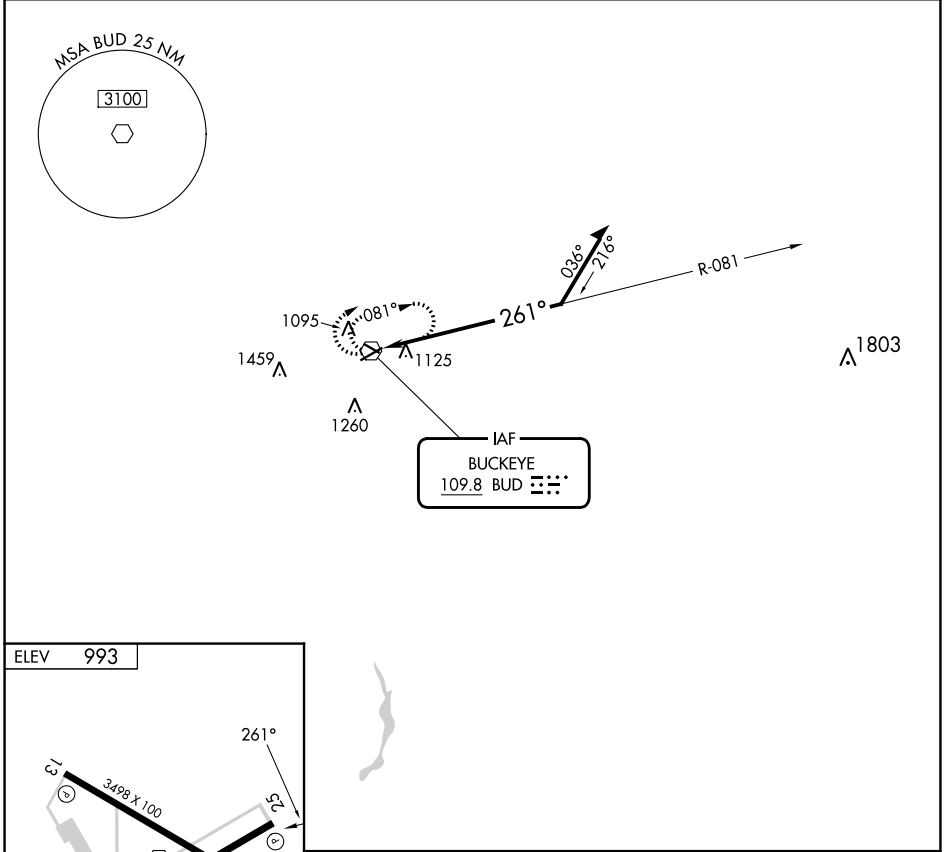 MSA BUD 25 NM
3100
036°
216°
R-081
261°
081°
1095
1125
1459
1803
1260
IAF
BUCKEYE
109.8 BUD
ELEV 993
261°
13
3498 X 100
25
P
P